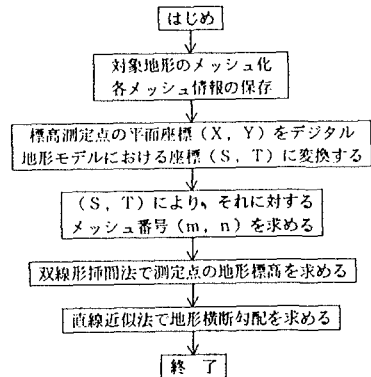 はじめ
対象地形のメッシュ化
各メッシュ情報の保存
標高測定点の平面座標(X,Y)をデジタル
地形モデルにおける座標(S,T)に変換する
(S,T)により、それに対する
メッシュ番号(m,n)を求める
双線形挿間法で測定点の地形標高を求める
直線近似法で地形横断勾配を求める
終 了